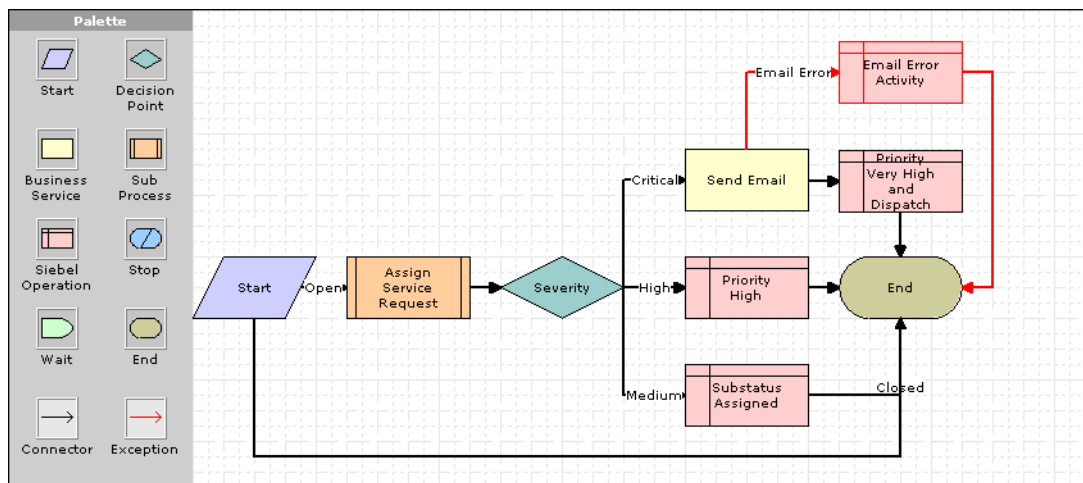 Palette
Start
Decision
Point
Business
Service
Sub
Process
Siebel
Operation
Stop
Wait
End
Connector
Exception
Email Error
Email Error
Activity
Critical
Send Email
Priority
Very High
and
Dispatch
Start
Open
Assign
Service
Request
Severity
High
Priority
High
End
Medium
Substatus
Assigned
Closed